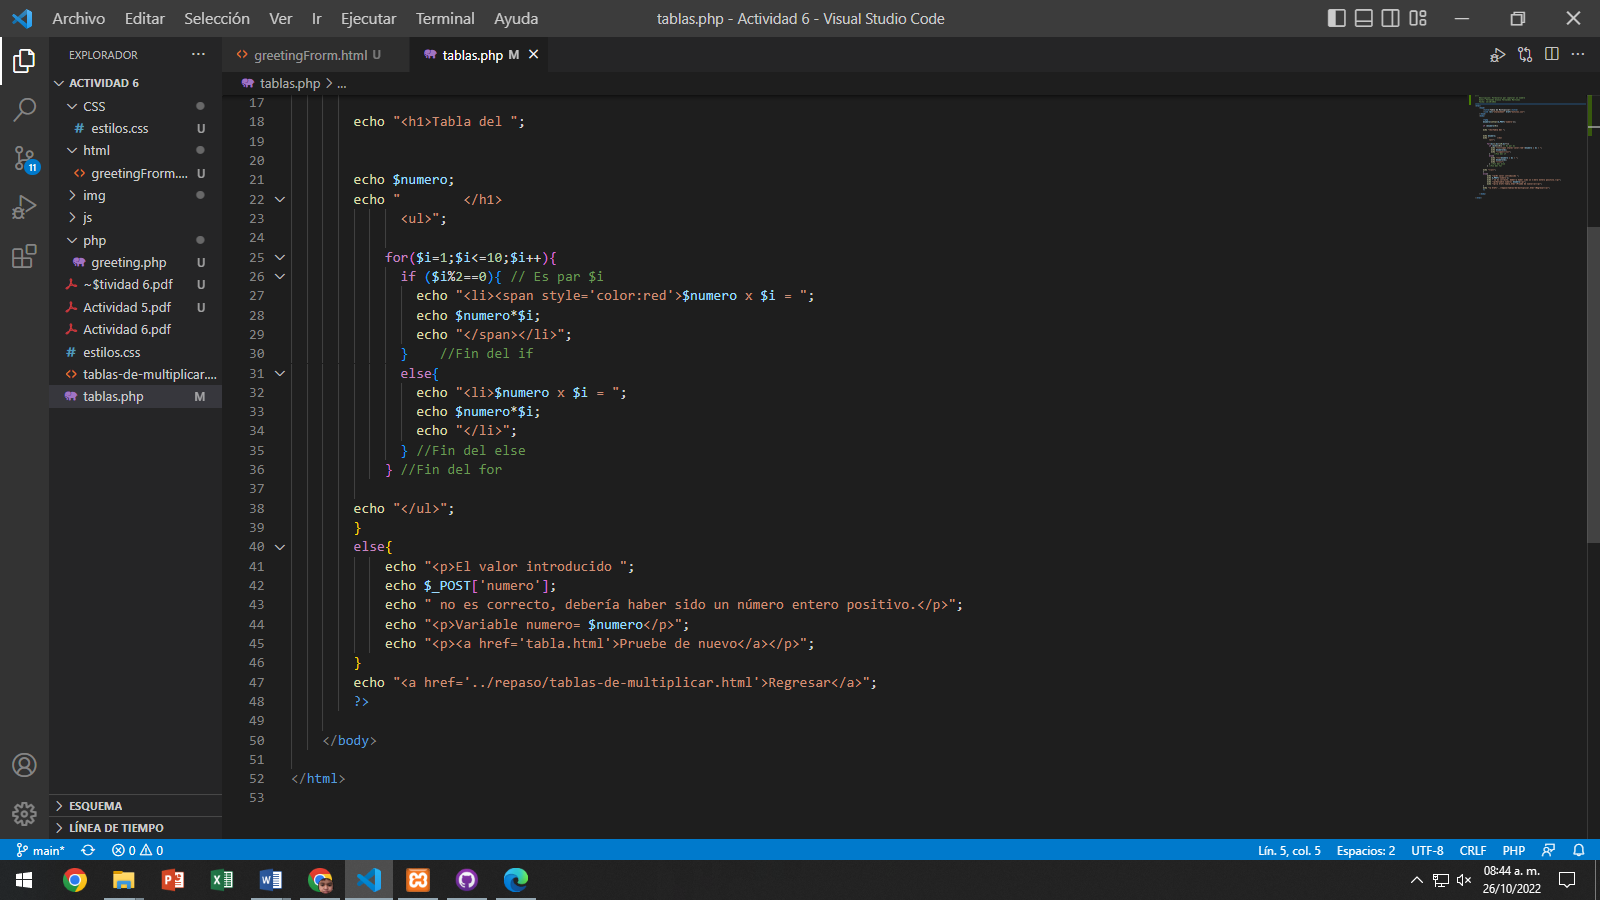 Archivo Editar Selección Ver Ir Ejecutar Terminal Ayuda
tablas.php - Actividad 6 - Visual Studio Code
EXPLORADOR
greetingFrorm.html U
tablas.php M
tablas.php > ...
ACTIVIDAD 6
CSS
estilos.css U
html
greetingFrorm.... U
img
js
php
greeting.php U
~$tividad 6.pdf U
Actividad 5.pdf U
Actividad 6.pdf
estilos.css
tablas-de-multiplicar....
tablas.php M
ESQUEMA
LÍNEA DE TIEMPO
11
17
18 echo "<h1>Tabla del ";
19
20
21 echo $numero;
22 echo "        </h1>
23 <ul>";
24
25 for($i=1;$i<=10;$i++){
26 if ($i%2==0){ // Es par $i
27 echo "<li><span style='color:red'>$numero x $i = ";
28 echo $numero*$i;
29 echo "</span></li>";
30 }    //Fin del if
31 else{
32 echo "<li>$numero x $i = ";
33 echo $numero*$i;
34 echo "</li>";
35 } //Fin del else
36 } //Fin del for
37
38 echo "</ul>";
39 }
40 else{
41 echo "<p>El valor introducido ";
42 echo $_POST['numero'];
43 echo " no es correcto, debería haber sido un número entero positivo.</p>";
44 echo "<p>Variable numero= $numero</p>";
45 echo "<p><a href='tabla.html'>Pruebe de nuevo</a></p>";
46 }
47 echo "<a href='../repaso/tablas-de-multiplicar.html'>Regresar</a>";
48 ?>
49
50 </body>
51
52 </html>
53
main* 0 0
Lín. 5, col. 5 Espacios: 2 UTF-8 CRLF PHP
08:44 a. m.
26/10/2022